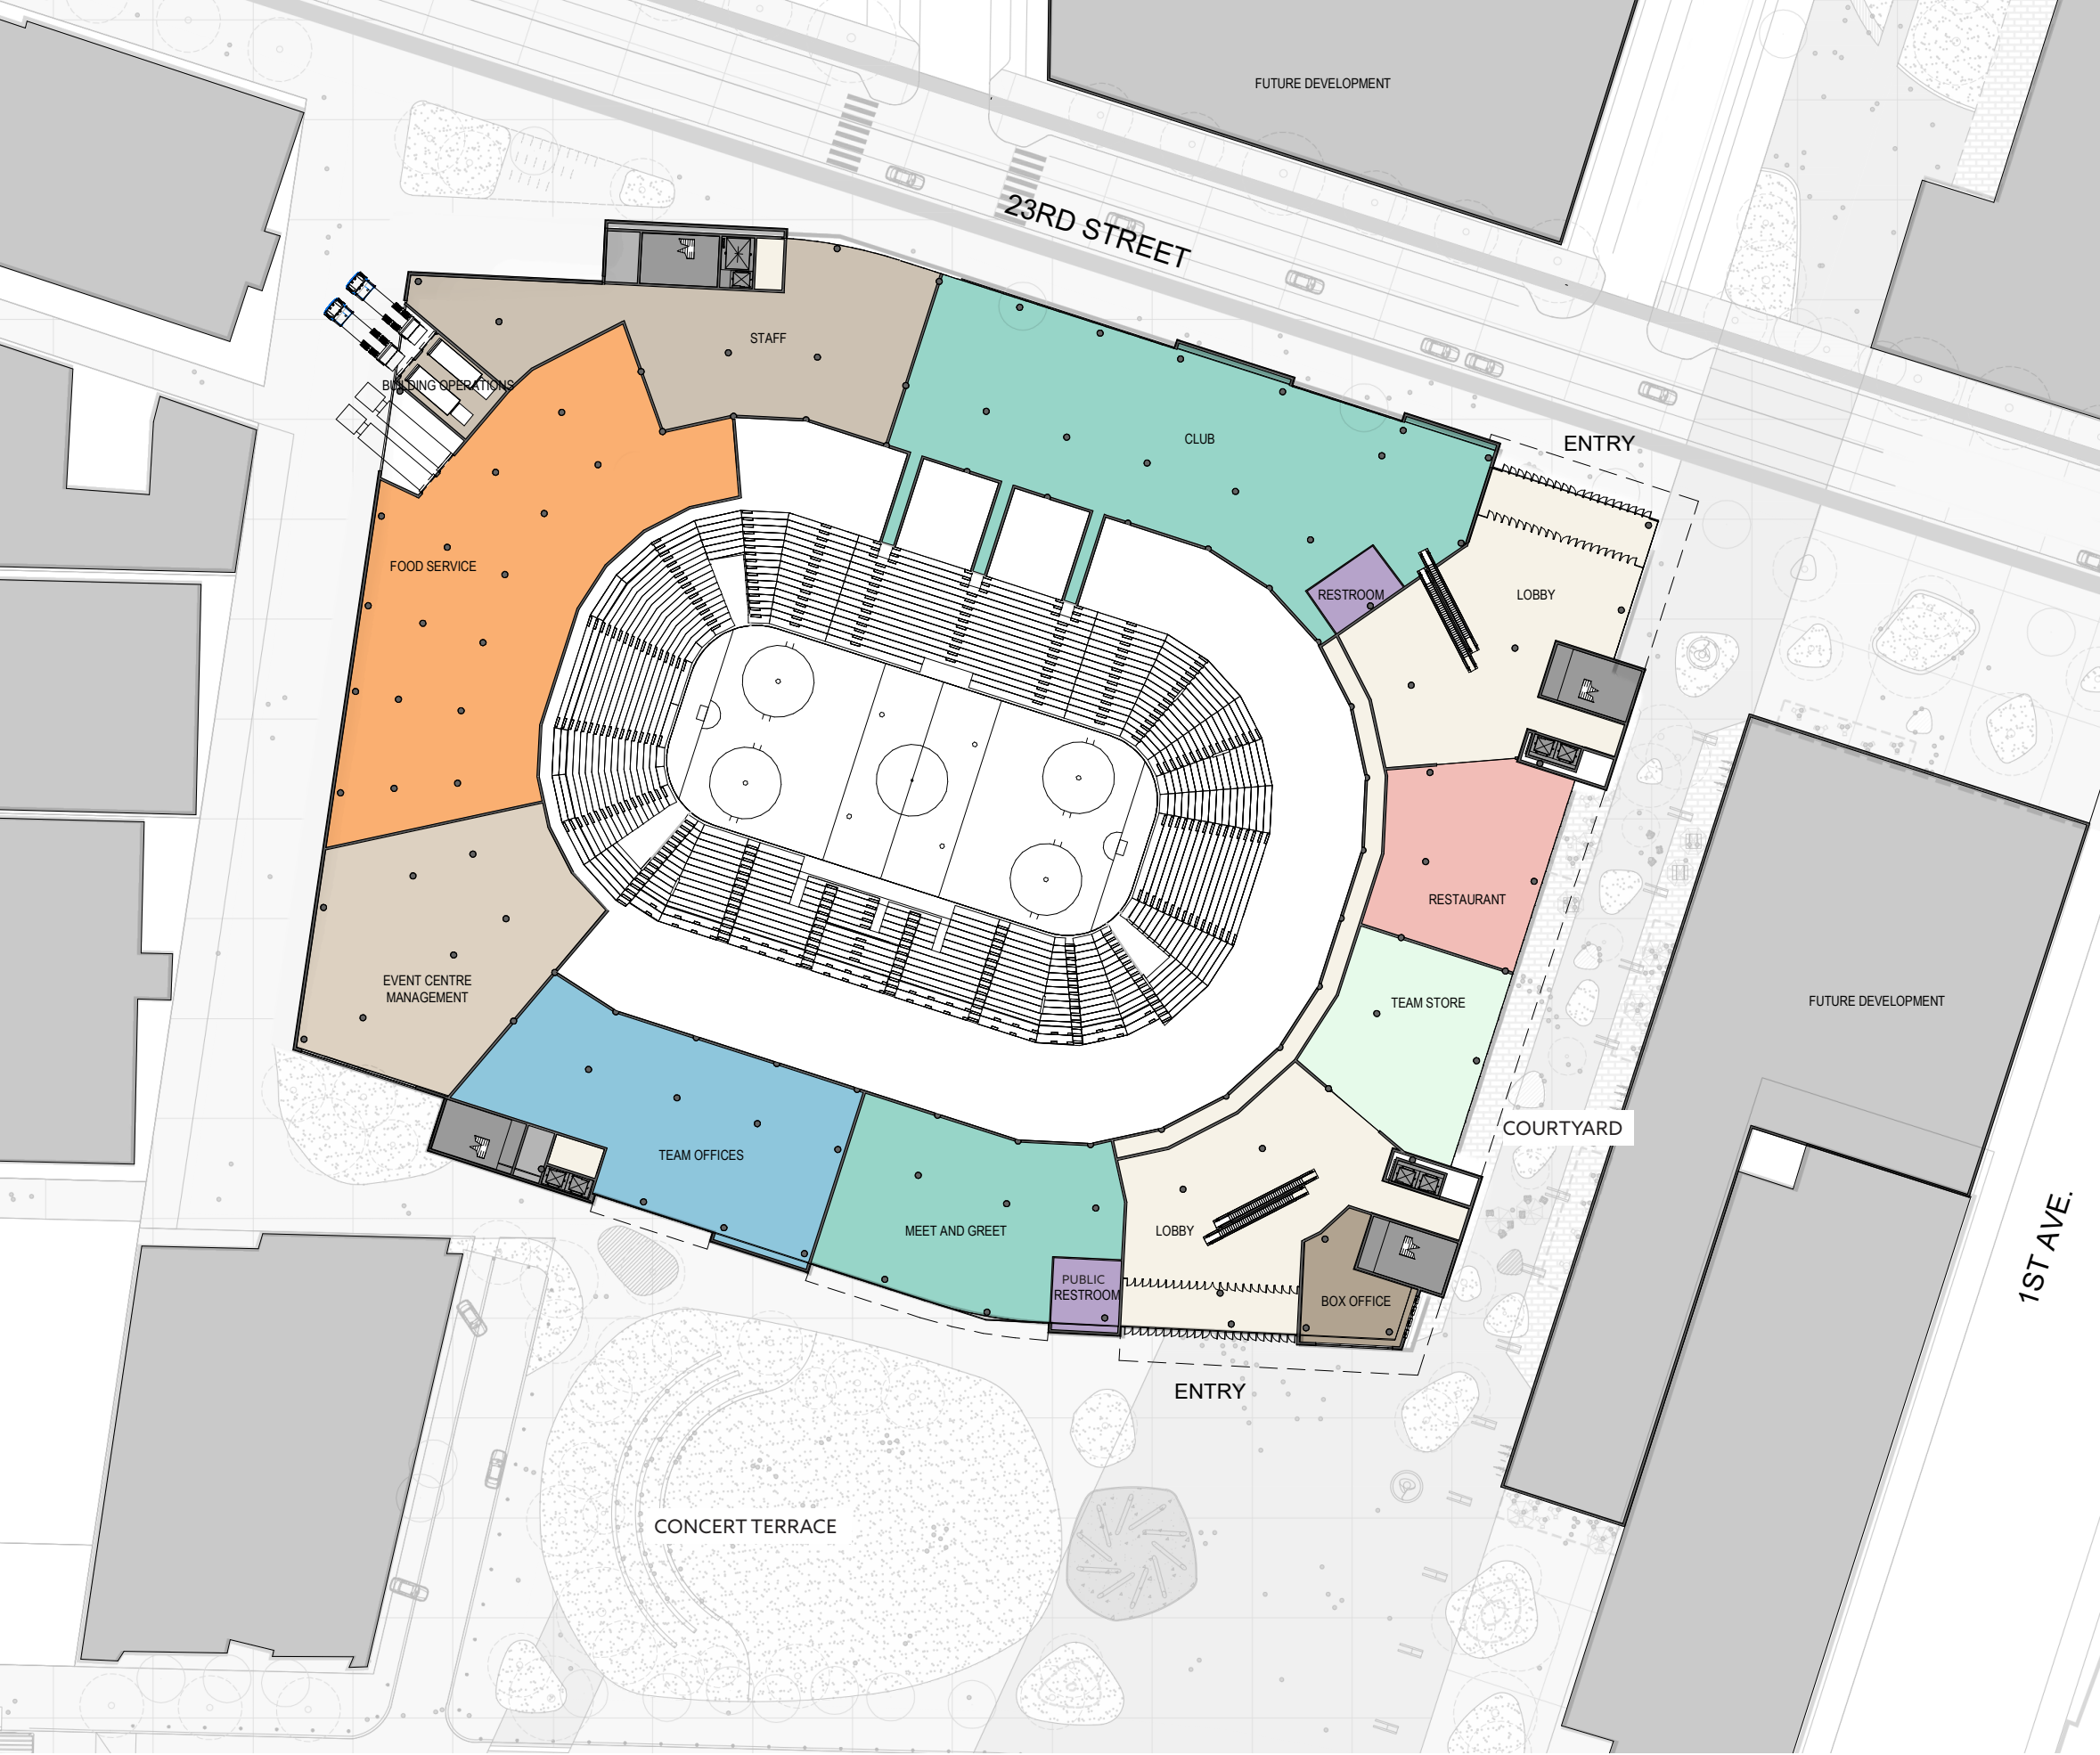 FUTURE DEVELOPMENT
23RD STREET
STAFF
BUILDING OPERATIONS
CLUB
ENTRY
FOOD SERVICE
RESTROOM
LOBBY
RESTAURANT
EVENT CENTRE
MANAGEMENT
TEAM STORE
FUTURE DEVELOPMENT
COURTYARD
TEAM OFFICES
MEET AND GREET
LOBBY
PUBLIC
RESTROOM
BOX OFFICE
1ST AVE.
ENTRY
CONCERT TERRACE